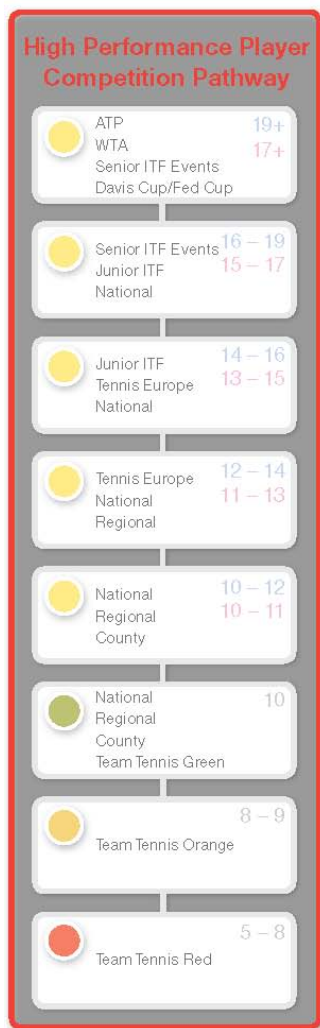 High Performance Player
Competition Pathway
ATP 19+
WTA 17+
Senior ITF Events
Davis Cup/Fed Cup
Senior ITF Events 16 – 19
Junior ITF 15 – 17
National
Junior ITF 14 – 16
Tennis Europe 13 – 15
National
Tennis Europe 12 – 14
National 11 – 13
Regional
National 10 – 12
Regional 10 – 11
County
National 10
Regional
County
Team Tennis Green
8 – 9
Team Tennis Orange
5 – 8
Team Tennis Red